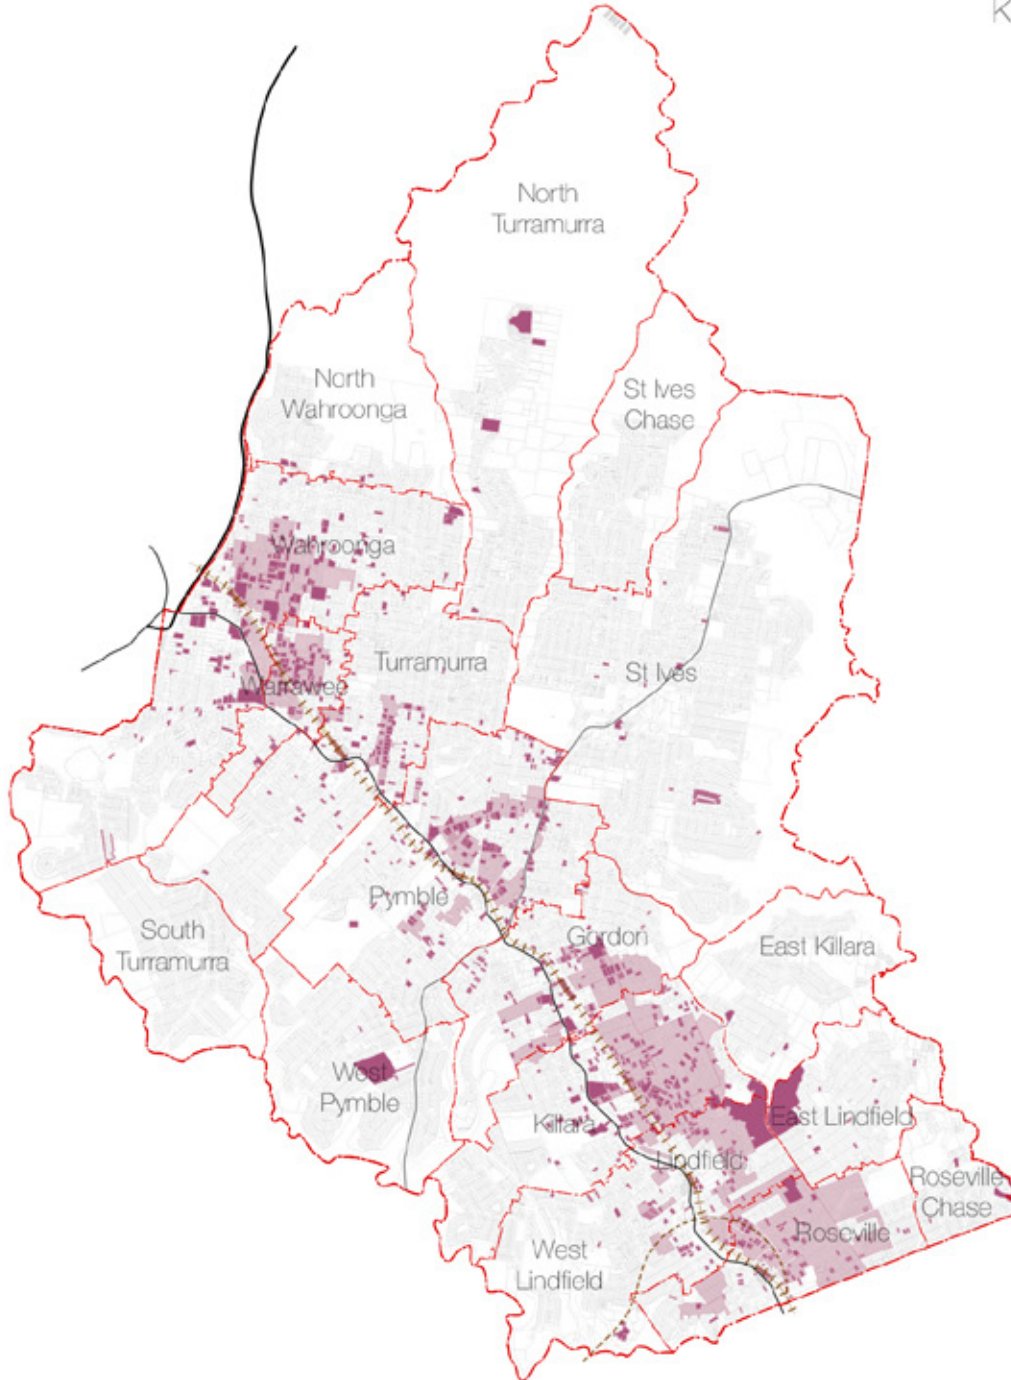 K
North
Turramurra
North
Wahroonga
St Ives
Chase
Wahroonga
Turramurra
St Ives
Warrawee
Pymble
South
Turramurra
Gordon
East Killara
West
Pymble
Killara
East Lindfield
Lindfield
Roseville
Chase
Roseville
West
Lindfield